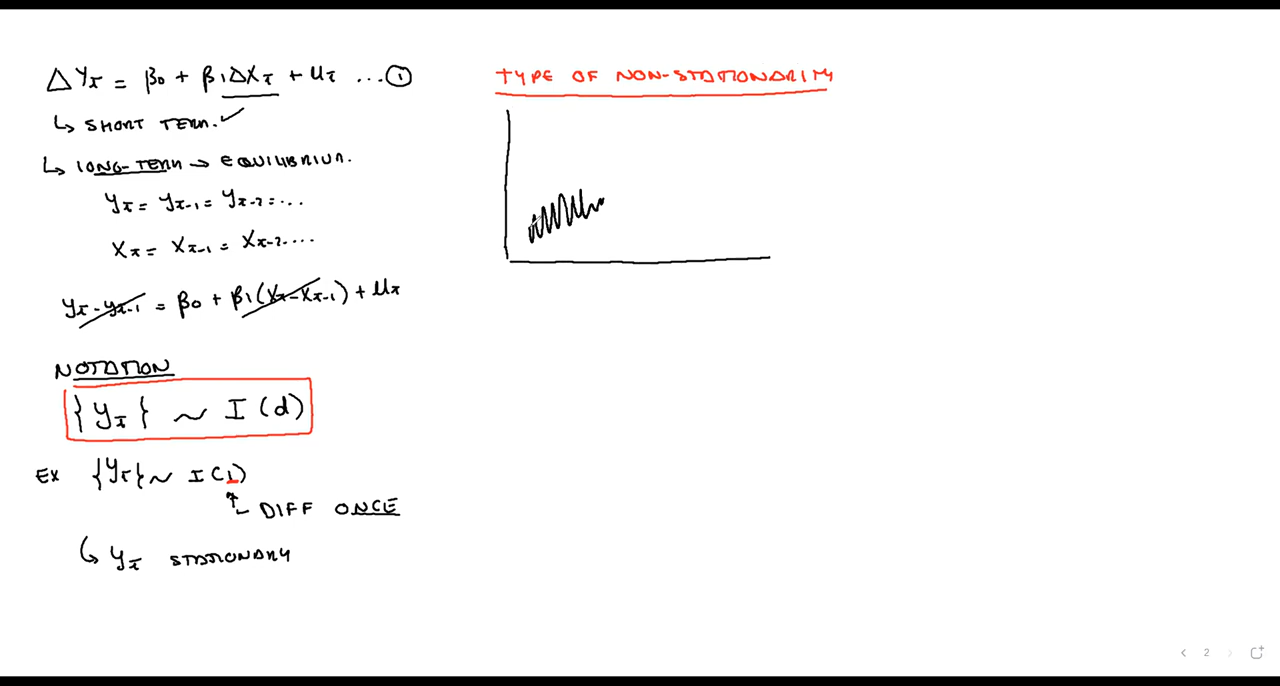 Δ Yt = β0 + β1ΔXt + Ut ... ①
↳ SHORT TERM. ✓
↳ LONG-TERM → EQUILIBRIUM.
Yt = Yt-1 = Yt-2 = ...
Xt = Xt-1 = Xt-2 ....
Yt - Yt-1 = β0 + β1(Xt - Xt-1) + Ut
NOTATION
{Yt} ~ I(d)
EX {Yt} ~ I(1)
↑ DIFF ONCE
↳ Yt STATIONARY
TYPE OF NON-STATIONARITY
2